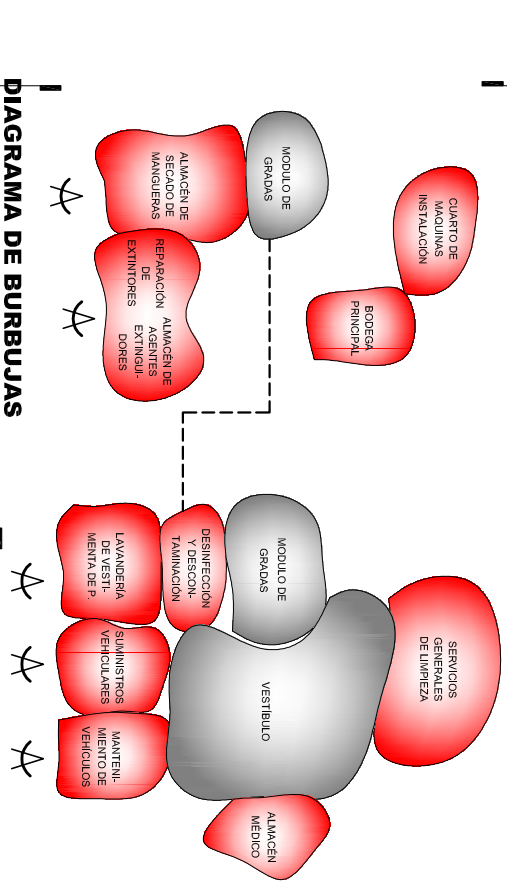 CUARTO DE
MAQUINAS
INSTALACIÓN
SERVICIOS
GENERALES
DE LIMPIEZA
BODEGA
PRINCIPAL
MODULO DE
GRADAS
MODULO DE
GRADAS
VESTÍBULO
ALMACÉN
MÉDICO
ALMACÉN DE
SECADO DE
MANGUERAS
REPARACIÓN
DE
EXTINTORES
ALMACÉN DE
AGENTES
EXTINGUI-
DORES
DESINFECCIÓN
Y DESCON-
TAMINACIÓN
LAVANDERÍA
DE VESTI-
MENTA DE P.
SUMINISTROS
VEHICULARES
MANTENI-
MIENTO DE
VEHÍCULOS
DIAGRAMA DE BURBUJAS